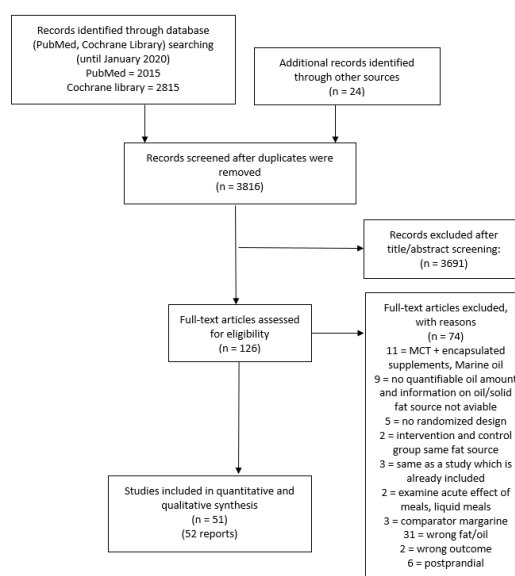 Records identified through database
(PubMed, Cochrane Library) searching
(until January 2020)
PubMed = 2015
Cochrane library = 2815
Additional records identified
through other sources
(n = 24)
Records screened after duplicates were
removed
(n = 3816)
Records excluded after
title/abstract screening:
(n = 3691)
Full-text articles assessed
for eligibility
(n = 126)
Full-text articles excluded,
with reasons
(n = 74)
11 = MCT + encapsulated
supplements, Marine oil
9 = no quantifiable oil amount
and information on oil/solid
fat source not aviable
5 = no randomized design
2 = intervention and control
group same fat source
3 = same as a study which is
already included
2 = examine acute effect of
meals, liquid meals
3 = comparator margarine
31 = wrong fat/oil
2 = wrong outcome
6 = postprandial
Studies included in quantitative and
qualitative synthesis
(n = 51)
(52 reports)